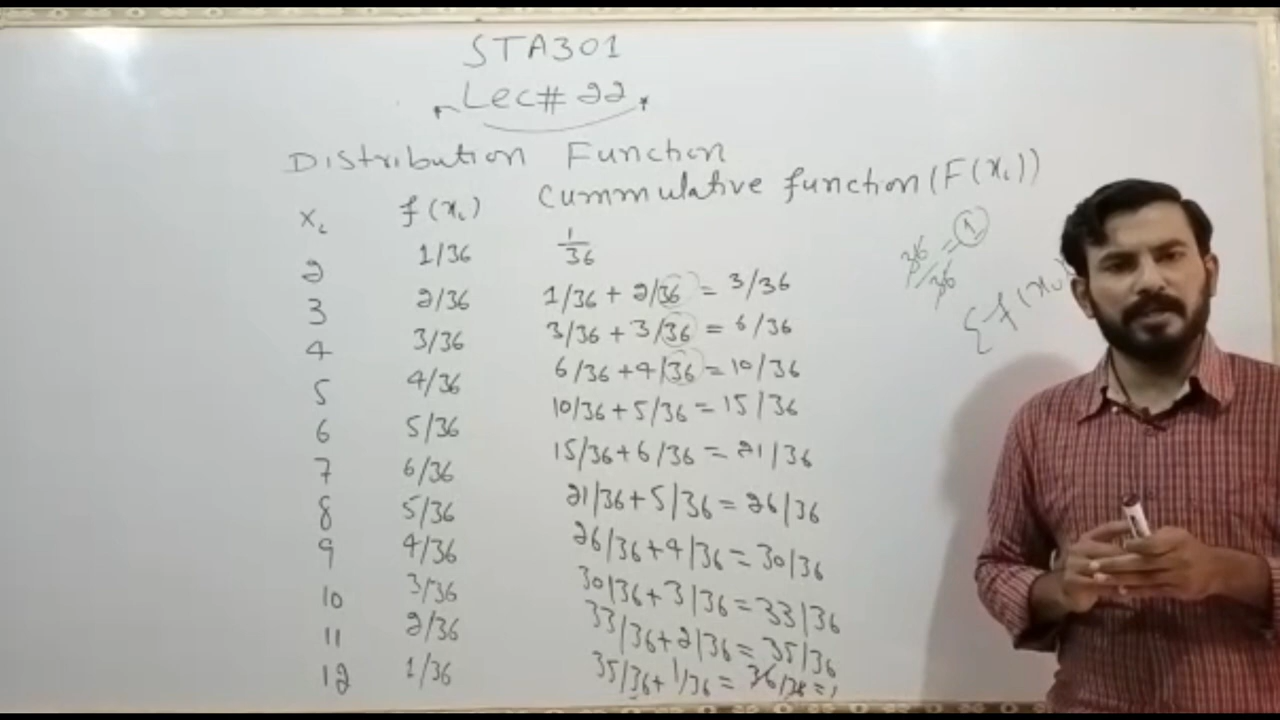 STA301
Lec# 22
Distribution Function
xᵢ f(xᵢ) Cummulative function (F(xᵢ))
2 1/36 1/36
3 2/36 1/36 + 2/36 = 3/36
4 3/36 3/36 + 3/36 = 6/36
5 4/36 6/36 + 4/36 = 10/36
6 5/36 10/36 + 5/36 = 15/36
7 6/36 15/36 + 6/36 = 21/36
8 5/36 21/36 + 5/36 = 26/36
9 4/36 26/36 + 4/36 = 30/36
10 3/36 30/36 + 3/36 = 33/36
11 2/36 33/36 + 2/36 = 35/36
12 1/36 35/36 + 1/36 = 36/36 = 1
36/36 = 1